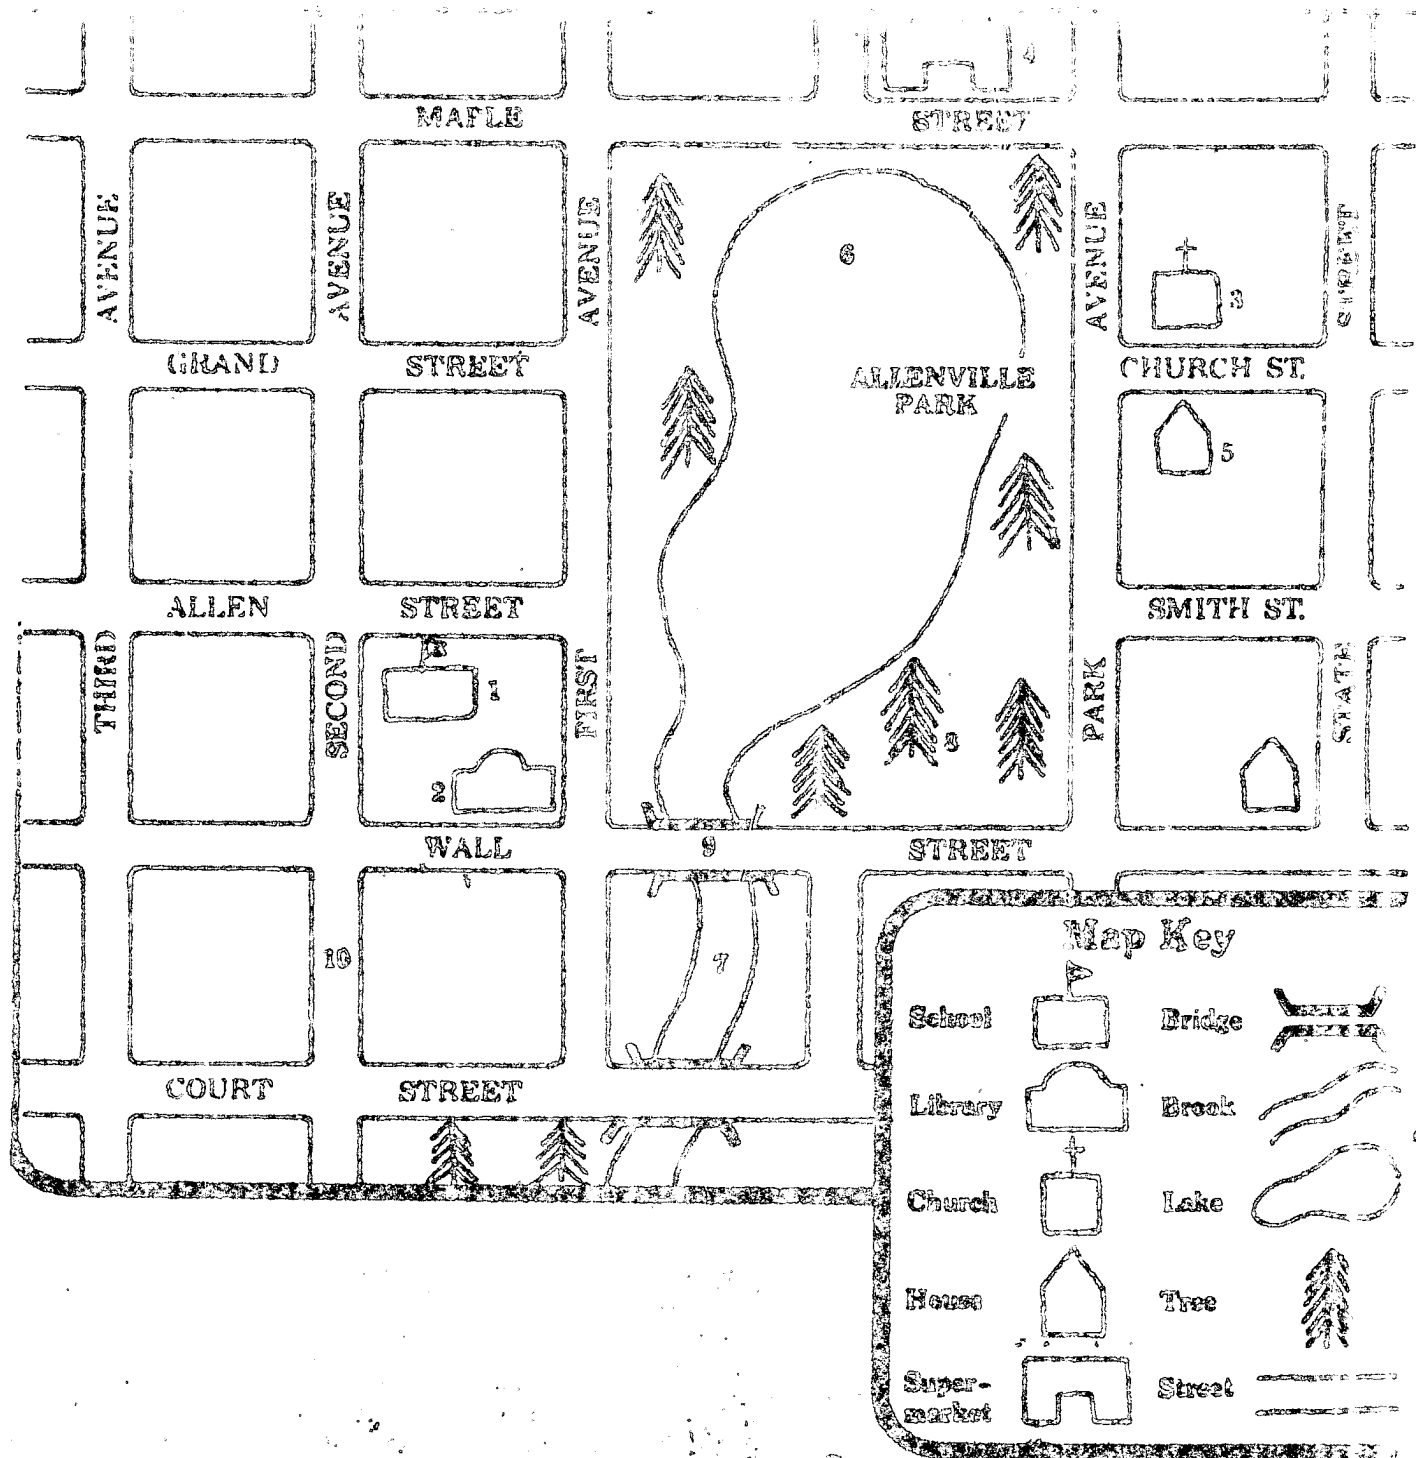 4
MAPLE STREET
AVENUE
AVENUE
AVENUE
6
AVENUE
3
STREET
GRAND STREET
ALLENVILLE
PARK
CHURCH ST.
5
ALLEN STREET
SMITH ST.
THIRD
SECOND
1
2
FIRST
8
PARK
STATE
WALL
9
STREET
10
7
COURT STREET
Map Key
School
Bridge
Library
Brook
Church
Lake
House
Tree
Super-
market
Street